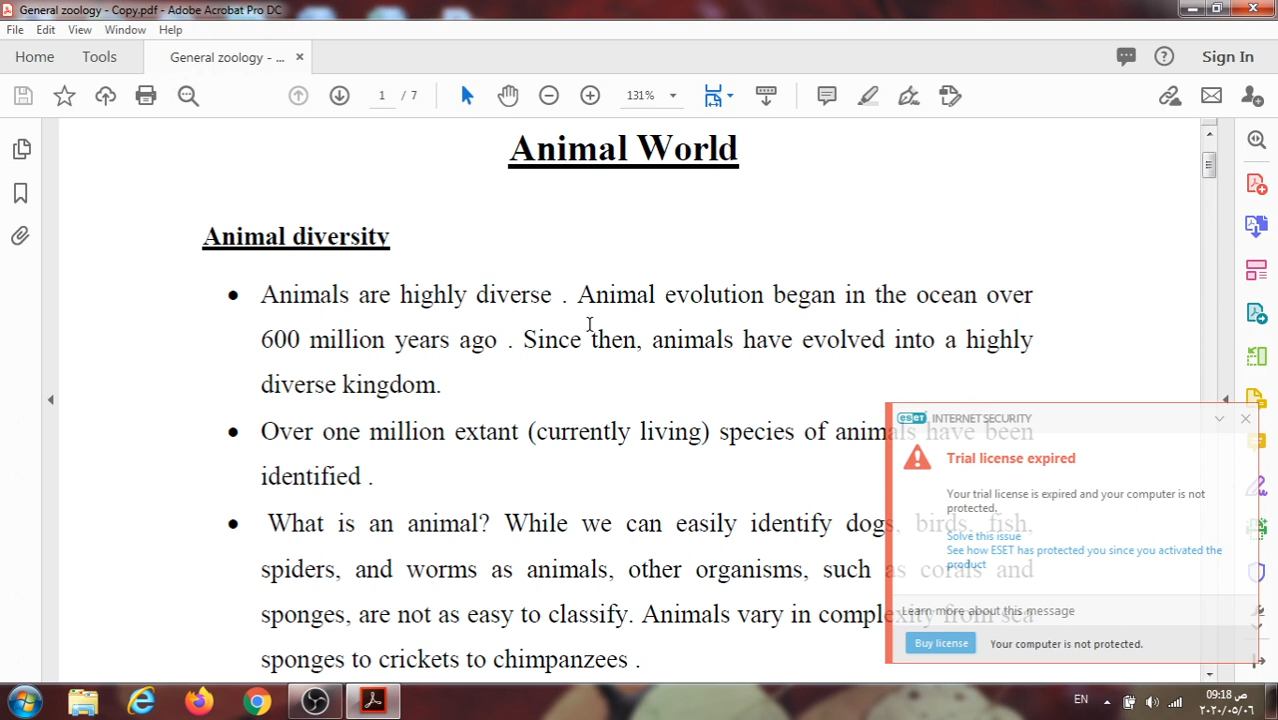 General zoology - Copy.pdf - Adobe Acrobat Pro DC
File Edit View Window Help
Home Tools General zoology - ... × Sign In
1 / 7 131%
Animal World
Animal diversity
• Animals are highly diverse . Animal evolution began in the ocean over
600 million years ago . Since then, animals have evolved into a highly
diverse kingdom.
• Over one million extant (currently living) species of animals have been
identified .
• What is an animal? While we can easily identify dogs, birds, fish,
spiders, and worms as animals, other organisms, such as corals and
sponges, are not as easy to classify. Animals vary in complexity from sea
sponges to crickets to chimpanzees .
eset INTERNET SECURITY
Trial license expired
Your trial license is expired and your computer is not
protected.
Solve this issue
See how ESET has protected you since you activated the
product
Learn more about this message
Buy license Your computer is not protected.
EN
09:18 ص
٢٠٢٠/٠٥/٠٦